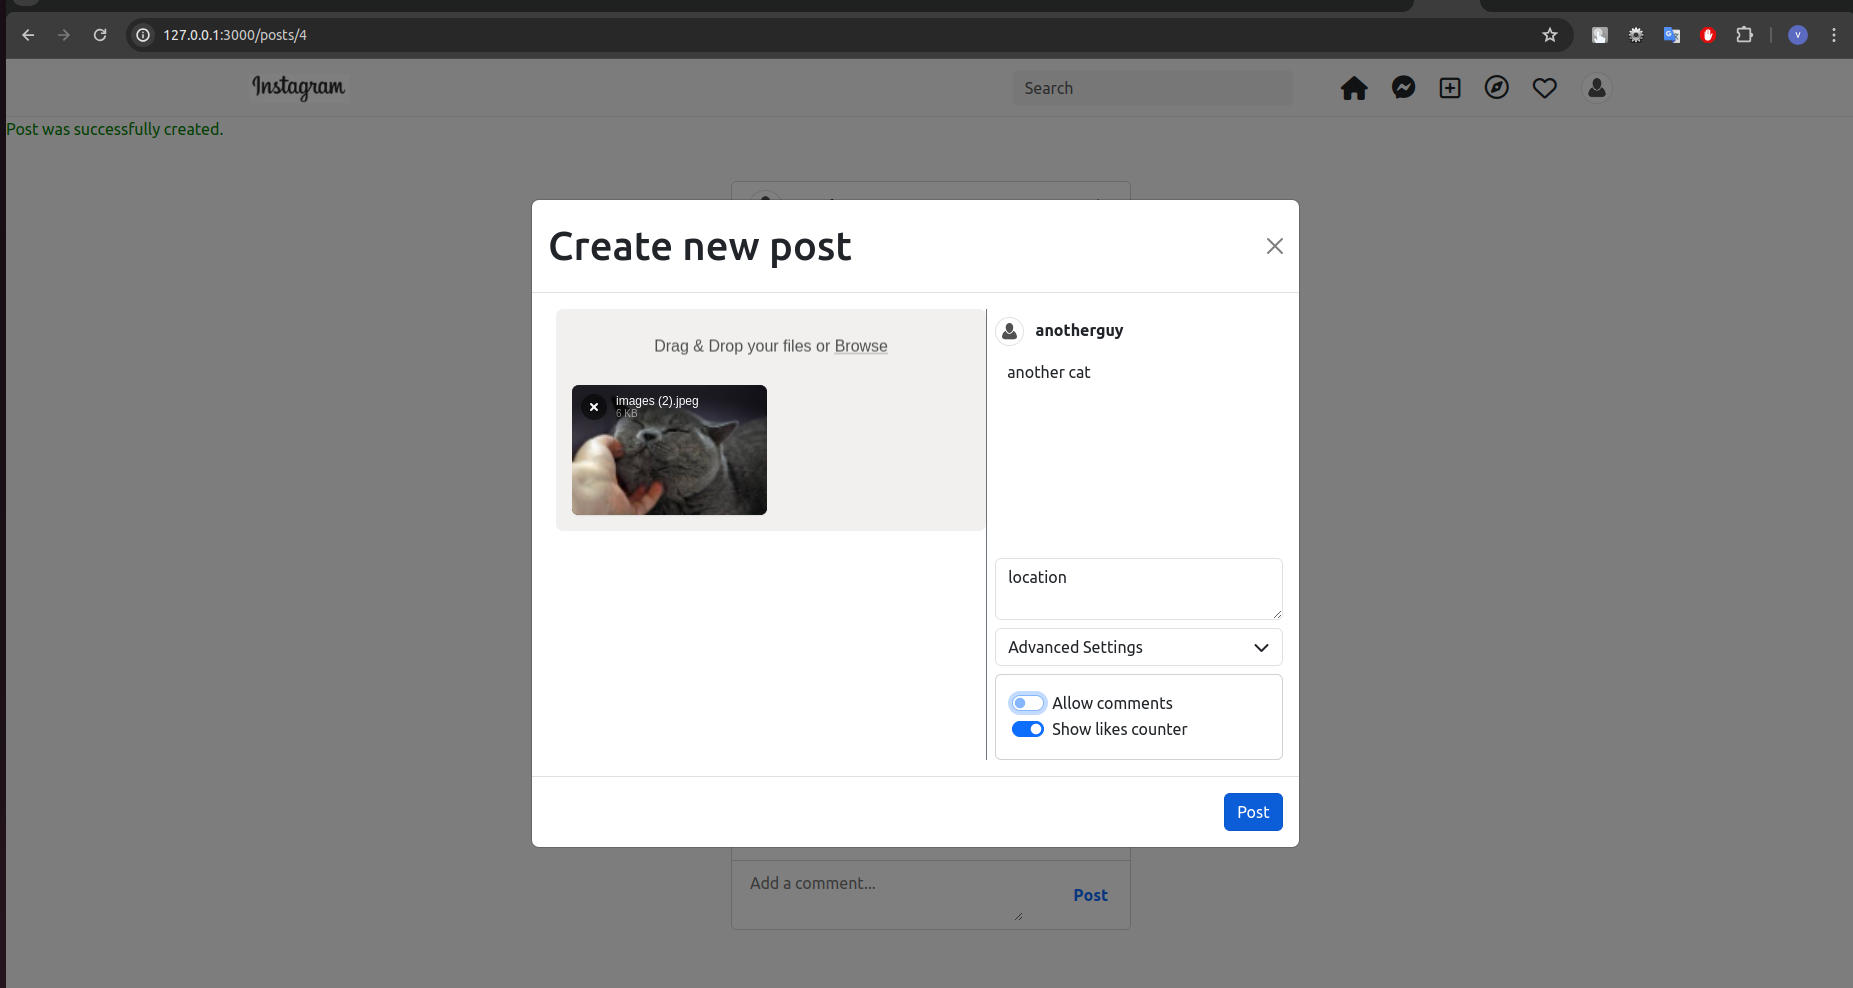 127.0.0.1:3000/posts/4
V
Instagram
Search
Post was successfully created.
Create new post
Drag & Drop your files or Browse
images (2).jpeg
6 KB
anotherguy
another cat
location
Advanced Settings
Allow comments
Show likes counter
Post
Add a comment...
Post